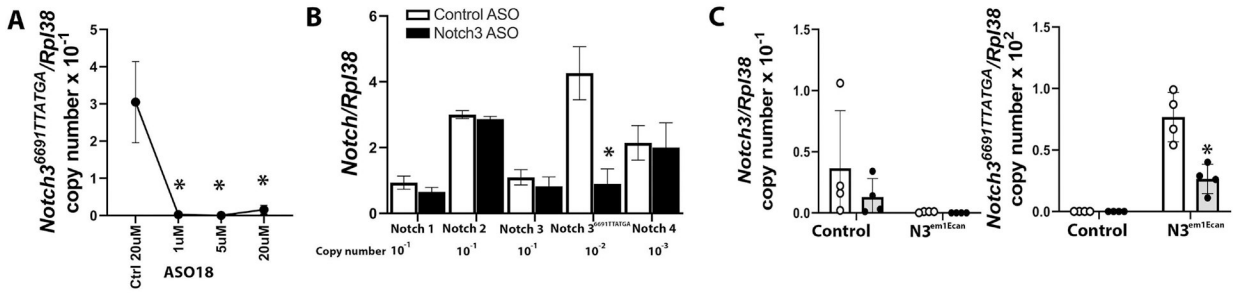 A
Notch3^6691TTATGA/Rpl38
copy number x 10^-1
5
4
3
2
1
0
Ctrl 20uM
1uM
5uM
20uM
*
*
*
ASO18
B
Notch/Rpl38
6
4
2
0
Control ASO
Notch3 ASO
*
Notch 1
Notch 2
Notch 3
Notch 3^6691TTATGA
Notch 4
Copy number
10^-1
10^-1
10^-1
10^-2
10^-3
C
Notch3/Rpl38
copy number x 10^-1
1.5
1.0
0.5
0.0
Control
N3^em1Ecan
Notch3^6691TTATGA/Rpl38
copy number x 10^2
1.5
1.0
0.5
0.0
*
Control
N3^em1Ecan